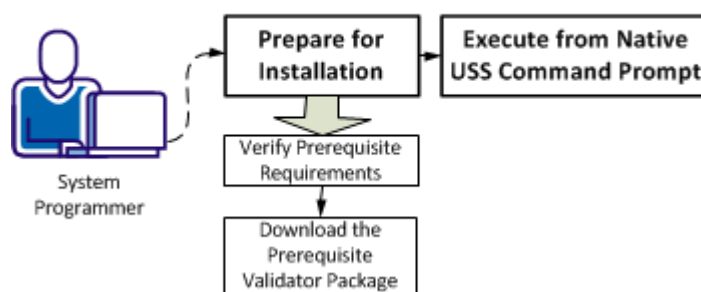 Prepare for
Installation
Execute from Native
USS Command Prompt
Verify Prerequisite
Requirements
System
Programmer
Download the
Prerequisite
Validator Package